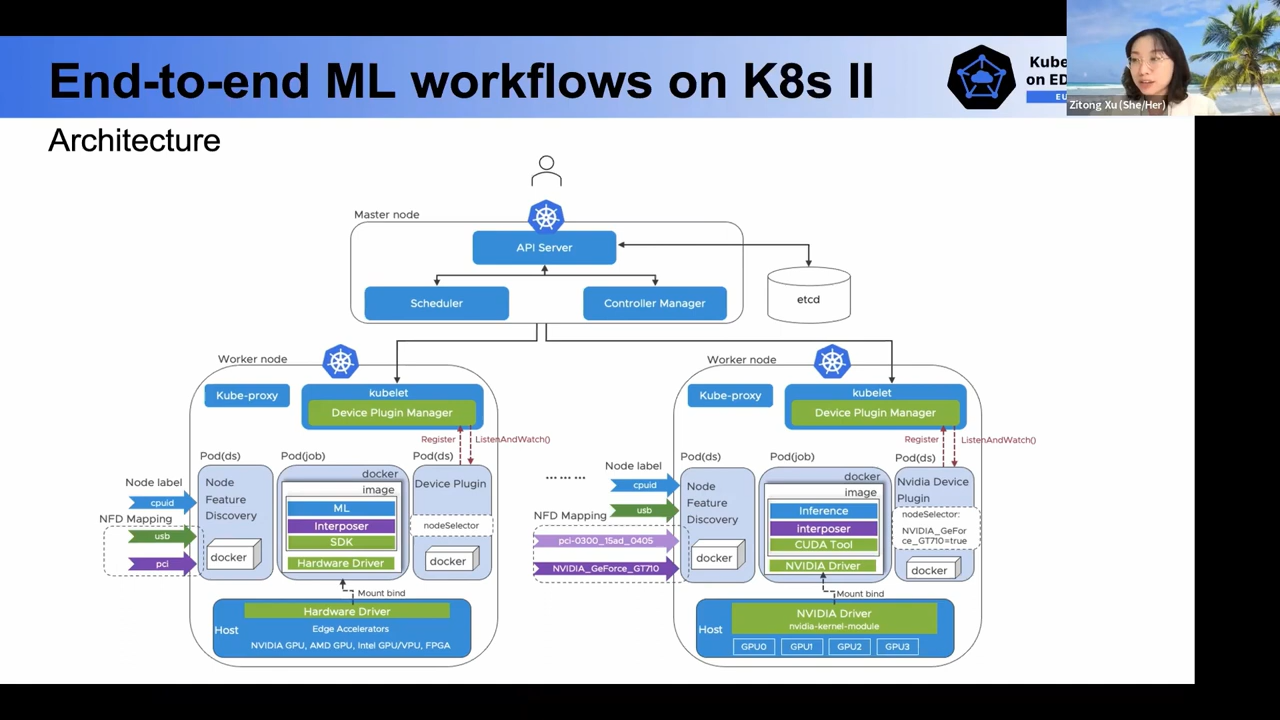 End-to-end ML workflows on K8s II
Kube
on ED
EU
Zitong Xu (She/Her)
Architecture
Master node
API Server
Scheduler
Controller Manager
etcd
Worker node
Kube-proxy
kubelet
Device Plugin Manager
Register
ListenAndWatch()
Pod(ds)
Pod(job)
Pod(ds)
Node label
cpuid
NFD Mapping
usb
pci
Node
Feature
Discovery
docker
docker
image
ML
Interposer
SDK
Hardware Driver
Device Plugin
nodeSelector
docker
Mount bind
Host
Hardware Driver
Edge Accelerators
NVIDIA GPU, AMD GPU, Intel GPU/VPU, FPGA
... ... ...
Worker node
Kube-proxy
kubelet
Device Plugin Manager
Register
ListenAndWatch()
Pod(ds)
Pod(job)
Pod(ds)
Node label
cpuid
usb
NFD Mapping
pci-0300_15ad_0405
NVIDIA_GeForce_GT710
Node
Feature
Discovery
docker
docker
image
Inference
interposer
CUDA Tool
NVIDIA Driver
Nvidia Device
Plugin
nodeSelector:
NVIDIA_GeFor
ce_GT710=true
docker
Mount bind
Host
NVIDIA Driver
nvidia-kernel-module
GPU0
GPU1
GPU2
GPU3